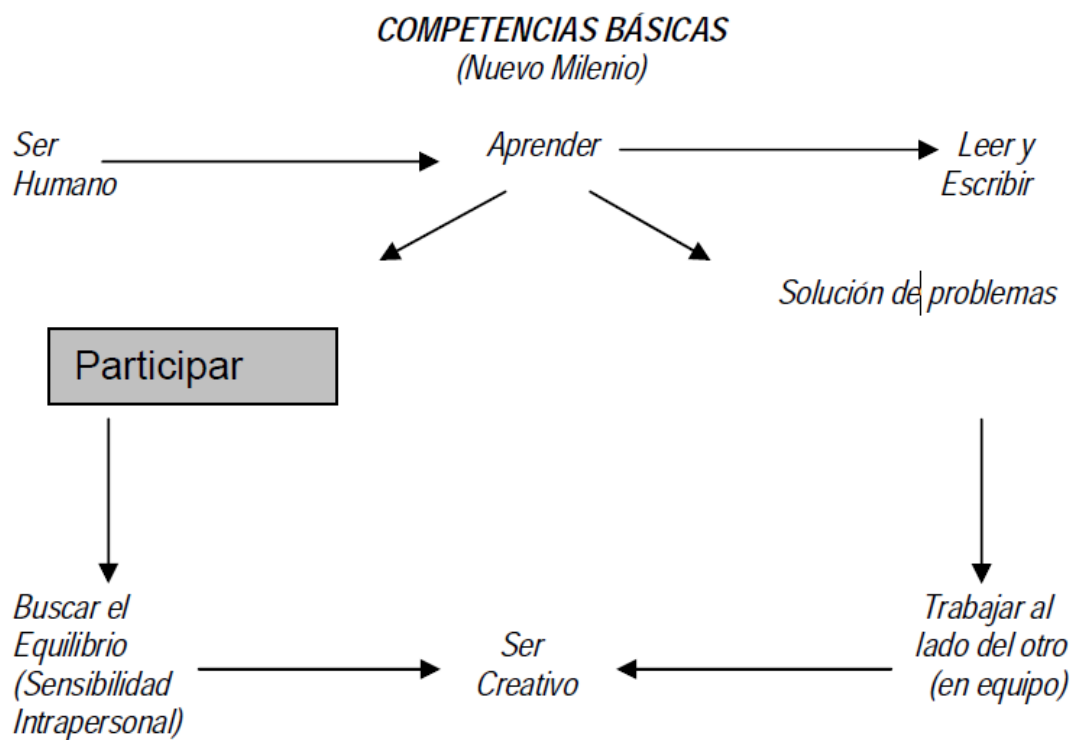 COMPETENCIAS BÁSICAS
(Nuevo Milenio)
Ser
Humano
Aprender
Leer y
Escribir
Solución de problemas
Participar
Buscar el
Equilibrio
(Sensibilidad
Intrapersonal)
Ser
Creativo
Trabajar al
lado del otro
(en equipo)